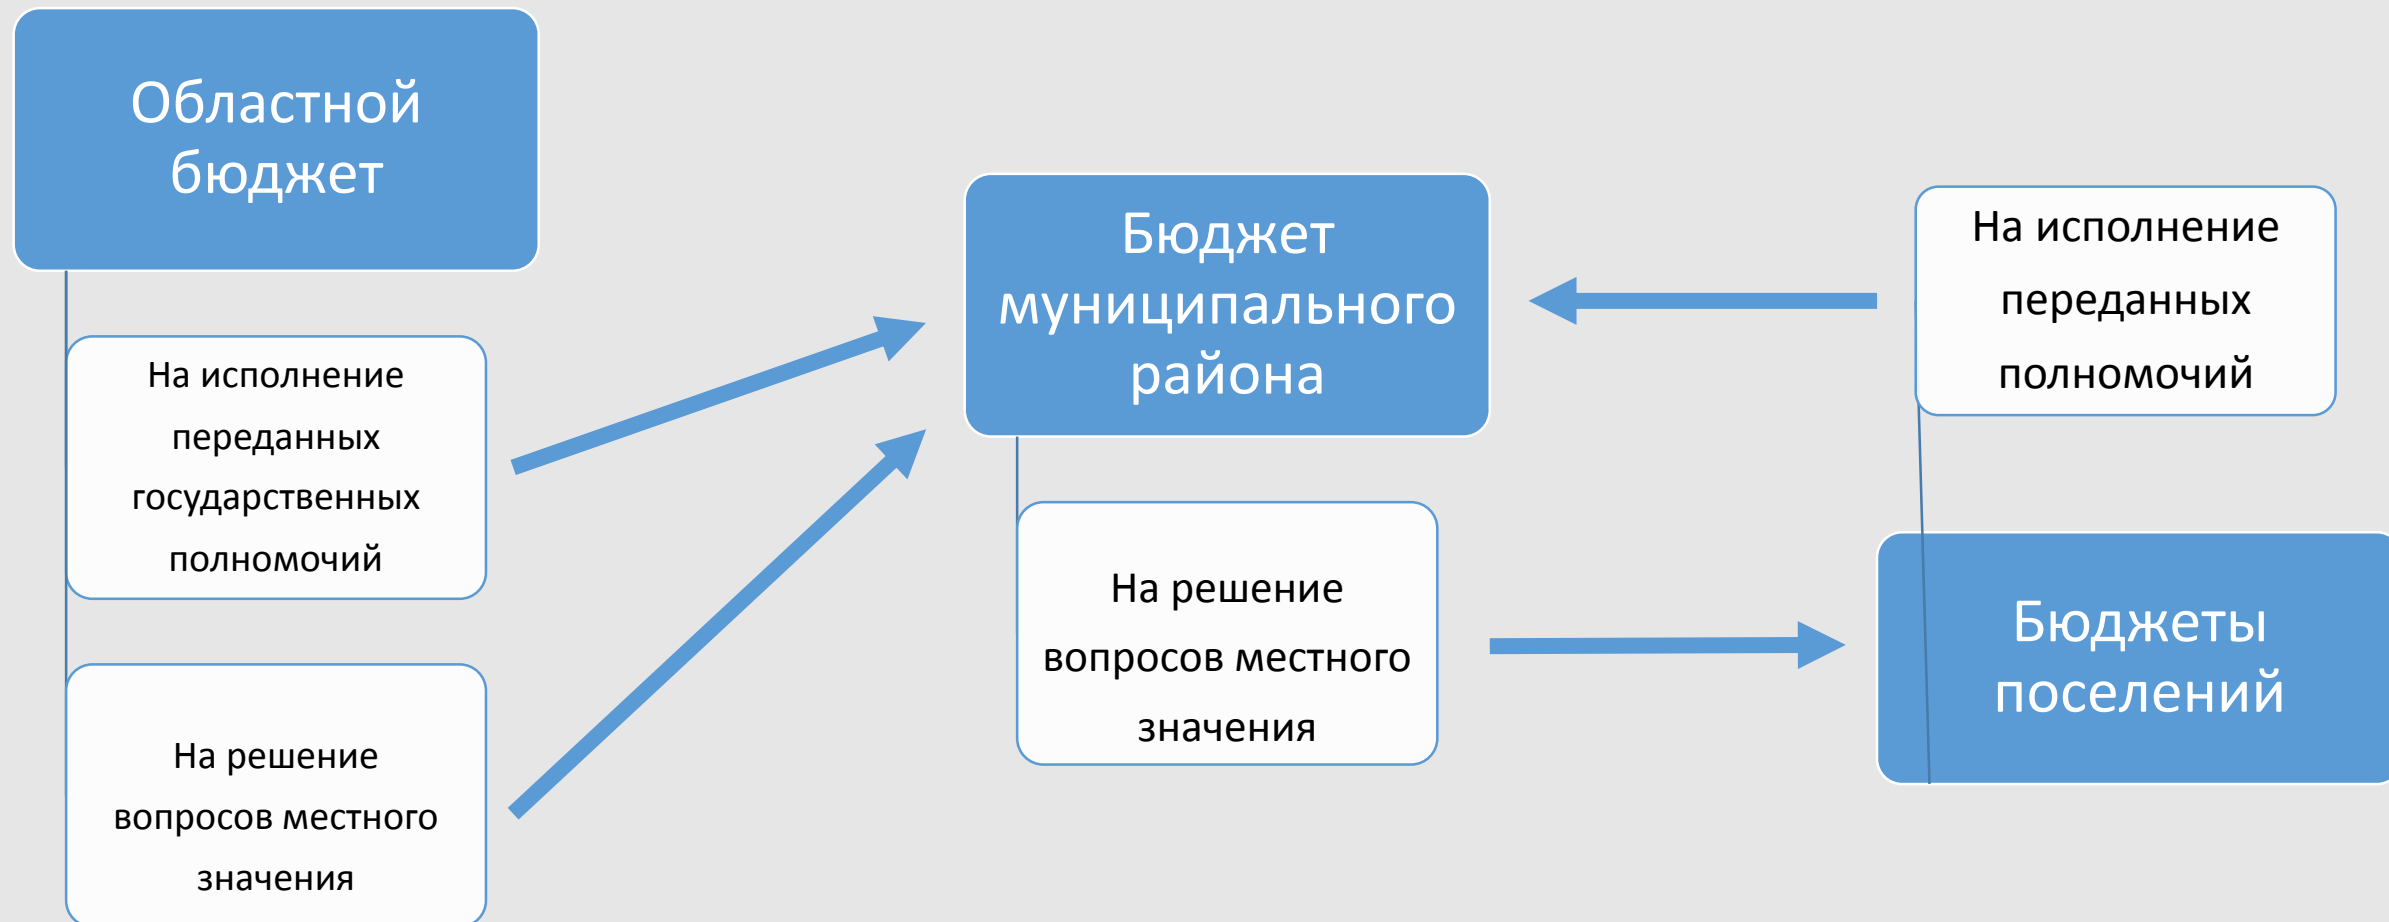 Областной
бюджет
На исполнение
переданных
государственных
полномочий
На решение
вопросов местного
значения
Бюджет
муниципального
района
На решение
вопросов местного
значения
На исполнение
переданных
полномочий
Бюджеты
поселений